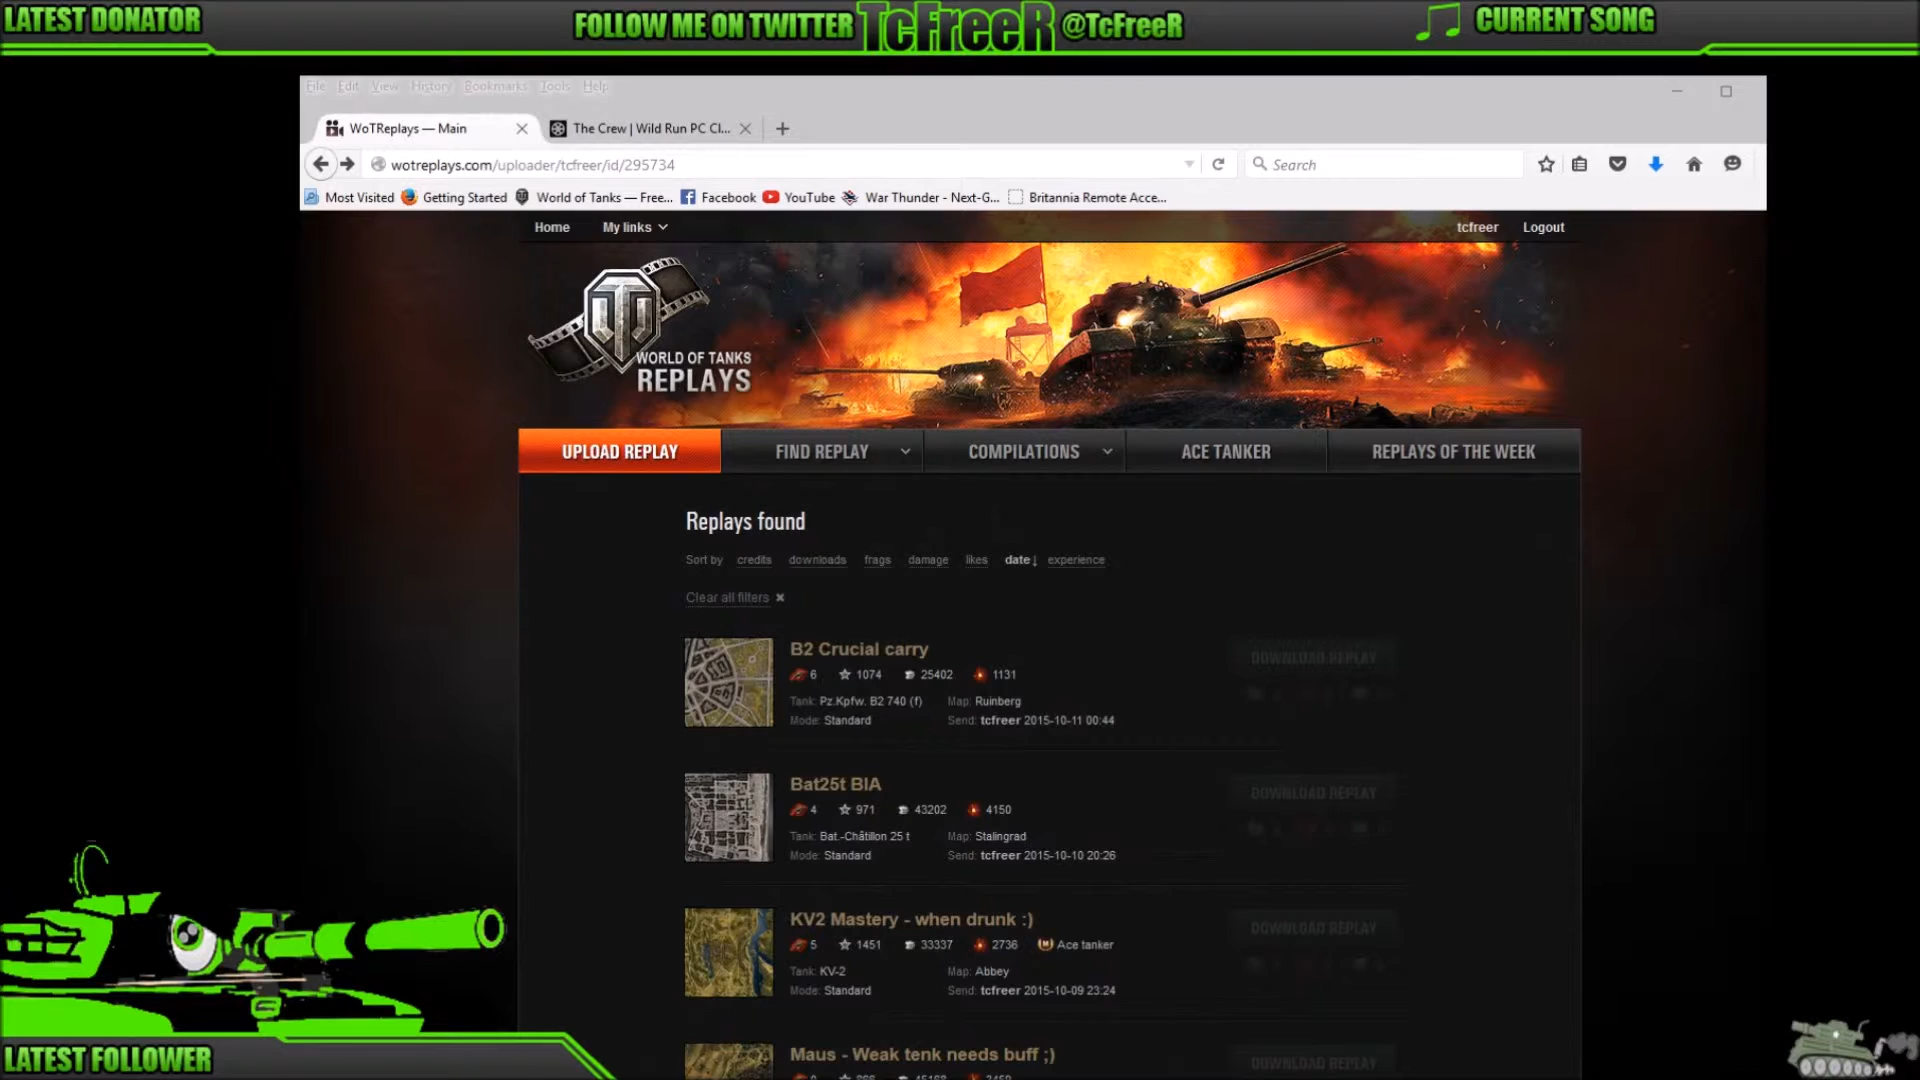 LATEST DONATOR
FOLLOW ME ON TWITTER TcFreeR @TcFreeR
CURRENT SONG
File Edit View History Bookmarks Tools Help
WoTReplays — Main
The Crew | Wild Run PC Cl...
wotreplays.com/uploader/tcfreer/id/295734
Search
Most Visited Getting Started World of Tanks — Free... Facebook YouTube War Thunder - Next-G... Britannia Remote Acce...
Home My links tcfreer Logout
WORLD OF TANKS
REPLAYS
UPLOAD REPLAY FIND REPLAY COMPILATIONS ACE TANKER REPLAYS OF THE WEEK
Replays found
Sort by credits downloads frags damage likes date↓ experience
Clear all filters ×
B2 Crucial carry
DOWNLOAD REPLAY
6 1074 25402 1131
Tank: Pz.Kpfw. B2 740 (f) Map: Ruinberg
Mode: Standard Send: tcfreer 2015-10-11 00:44
Bat25t BIA
DOWNLOAD REPLAY
4 971 43202 4150
Tank: Bat.-Châtillon 25 t Map: Stalingrad
Mode: Standard Send: tcfreer 2015-10-10 20:26
KV2 Mastery - when drunk :)
DOWNLOAD REPLAY
5 1451 33337 2736 Ace tanker
Tank: KV-2 Map: Abbey
Mode: Standard Send: tcfreer 2015-10-09 23:24
Maus - Weak tenk needs buff ;)
DOWNLOAD REPLAY
LATEST FOLLOWER